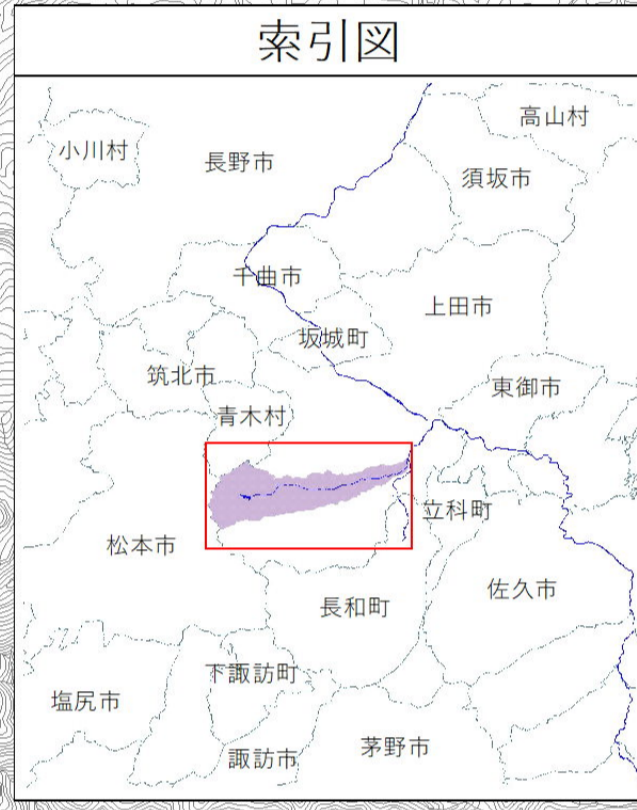 索引図
高山村
小川村
長野市
須坂市
千曲市
上田市
坂城町
筑北市
東御市
青木村
立科町
松本市
佐久市
長和町
下諏訪町
塩尻市
茅野市
諏訪市